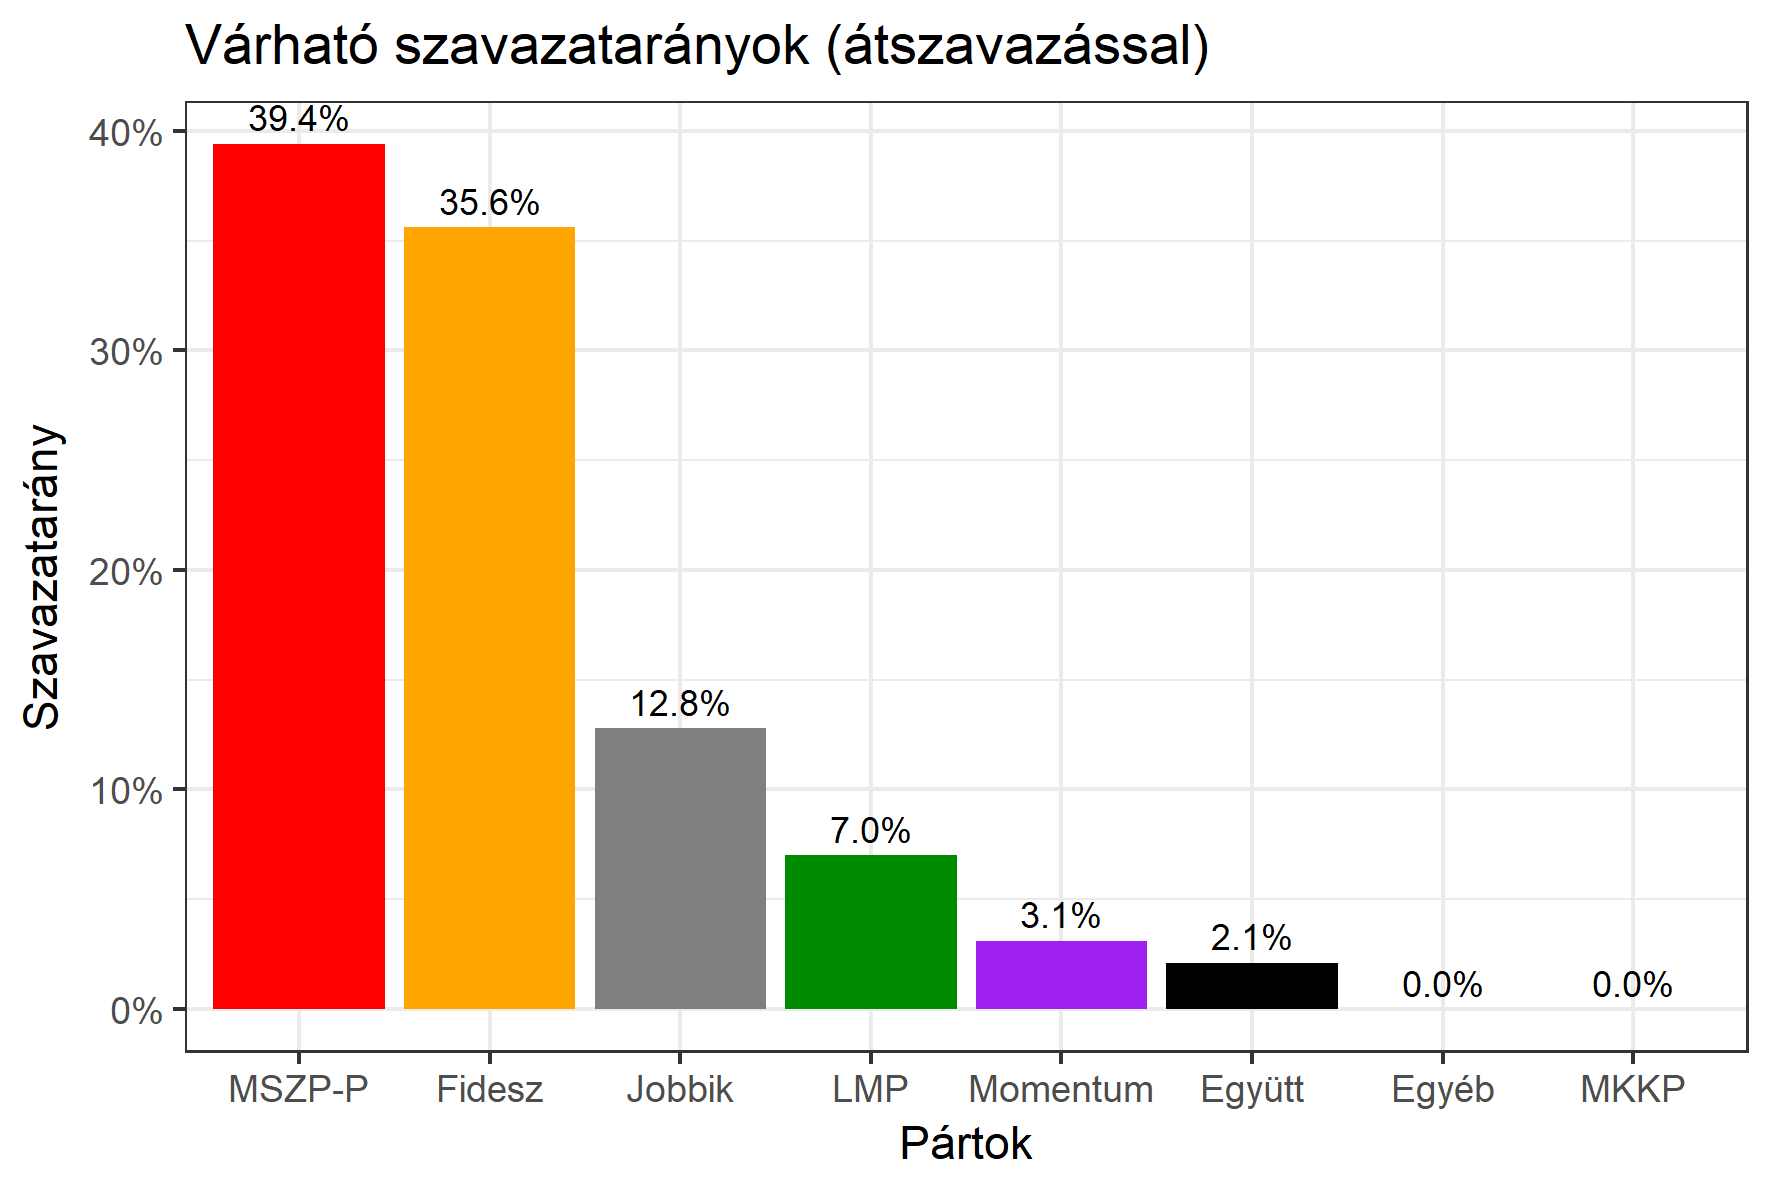 Várható szavazatarányok (átszavazással)
Szavazatarány
40%
30%
20%
10%
0%
39.4%
35.6%
12.8%
7.0%
3.1%
2.1%
0.0%
0.0%
MSZP-P
Fidesz
Jobbik
LMP
Momentum
Együtt
Egyéb
MKKP
Pártok